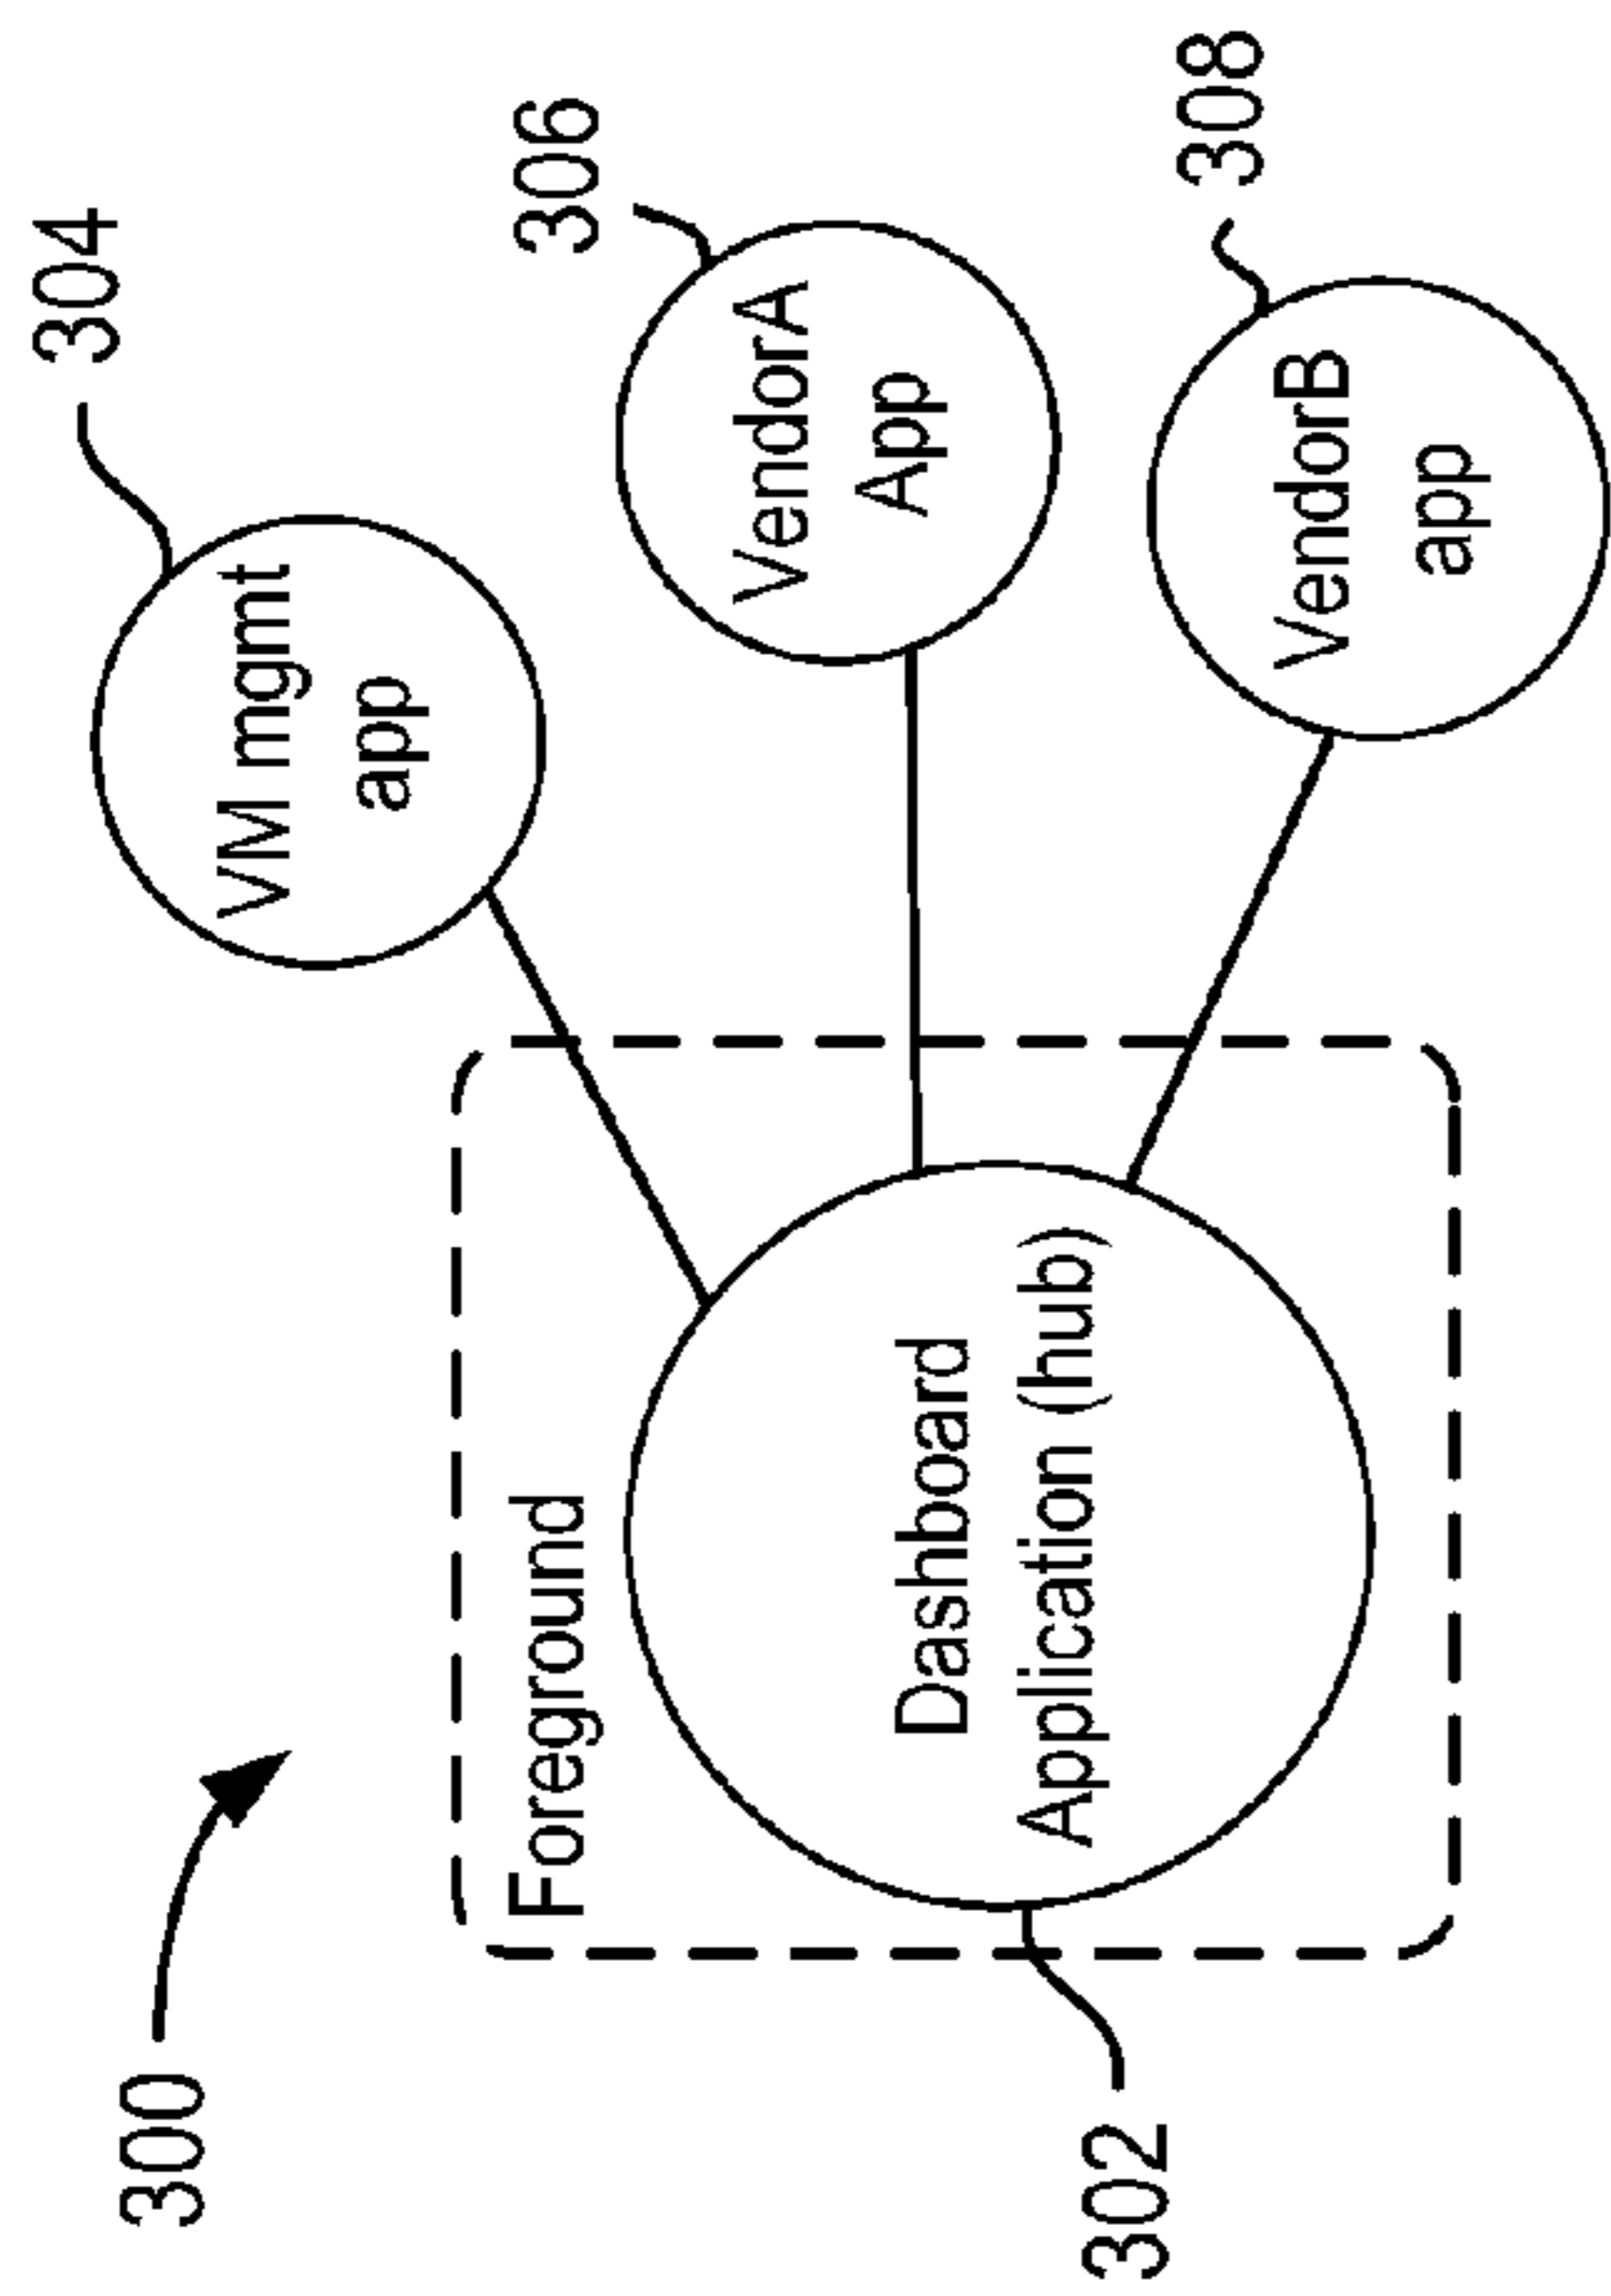 300
304
VM mgmt
app
Foreground
306
VendorA
App
Dashboard
Application (hub)
302
308
VendorB
app